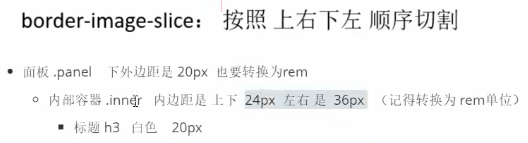 border-image-slice： 按照 上右下左 顺序切割
面板 .panel 下外边距是 20px 也要转换为rem
内部容器 .inner 内边距是 上下 24px 左右 是 36px （记得转换为 rem单位）
标题 h3 白色 20px